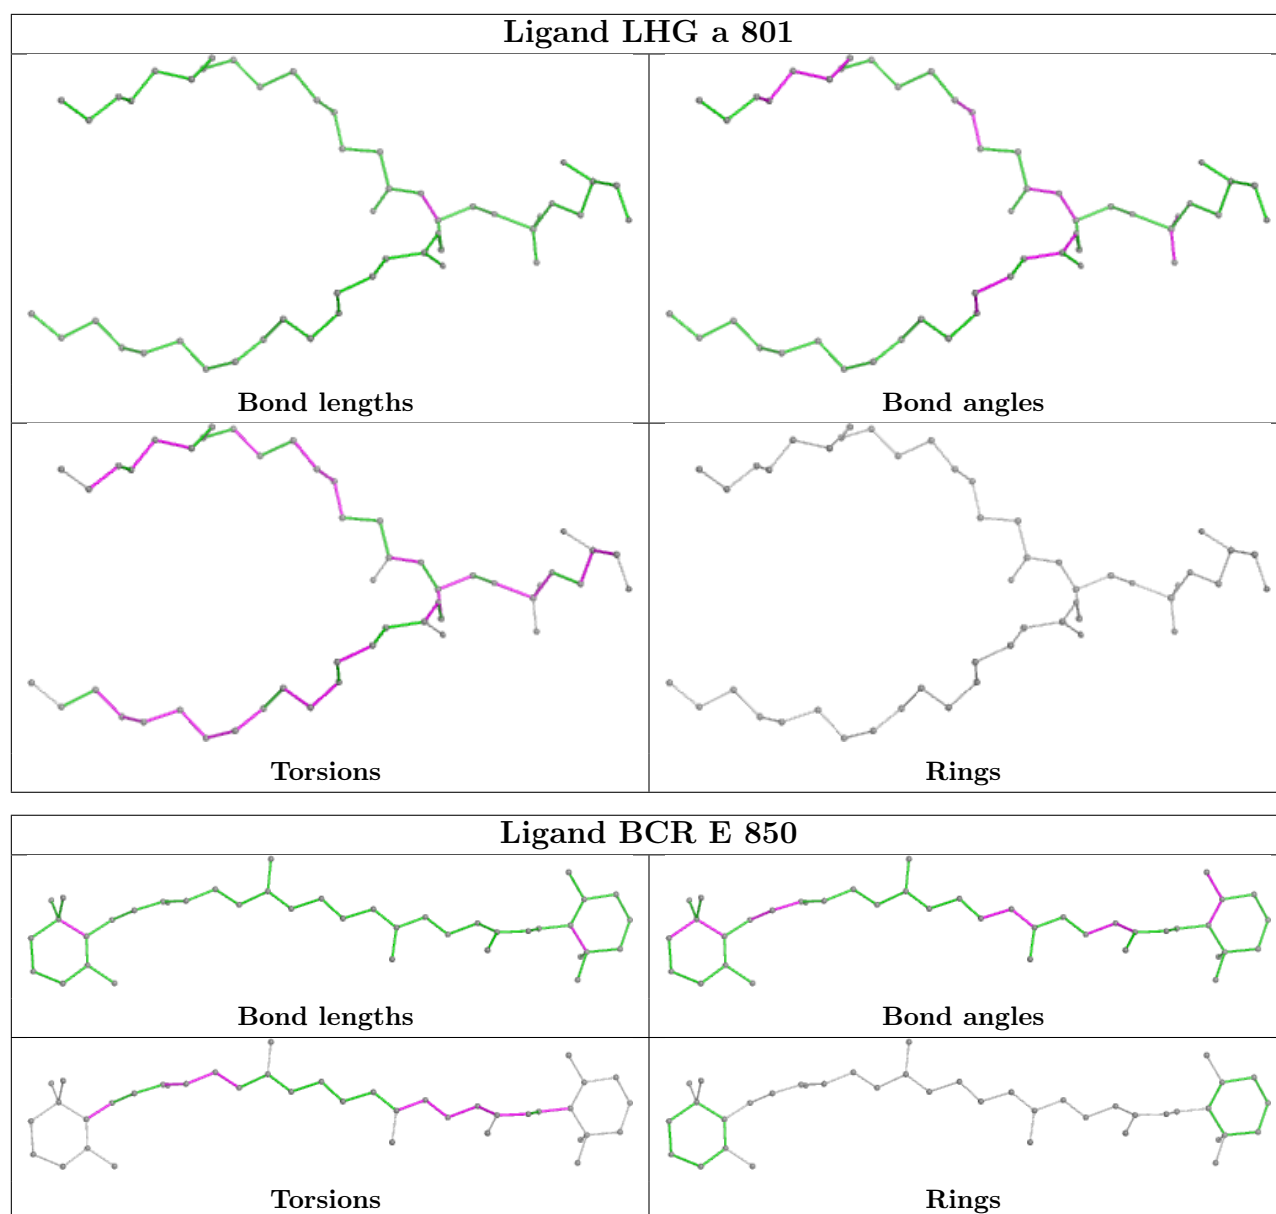 Ligand LHG a 801
Bond lengths
Bond angles
Torsions
Rings
Ligand BCR E 850
Bond lengths
Bond angles
Torsions
Rings